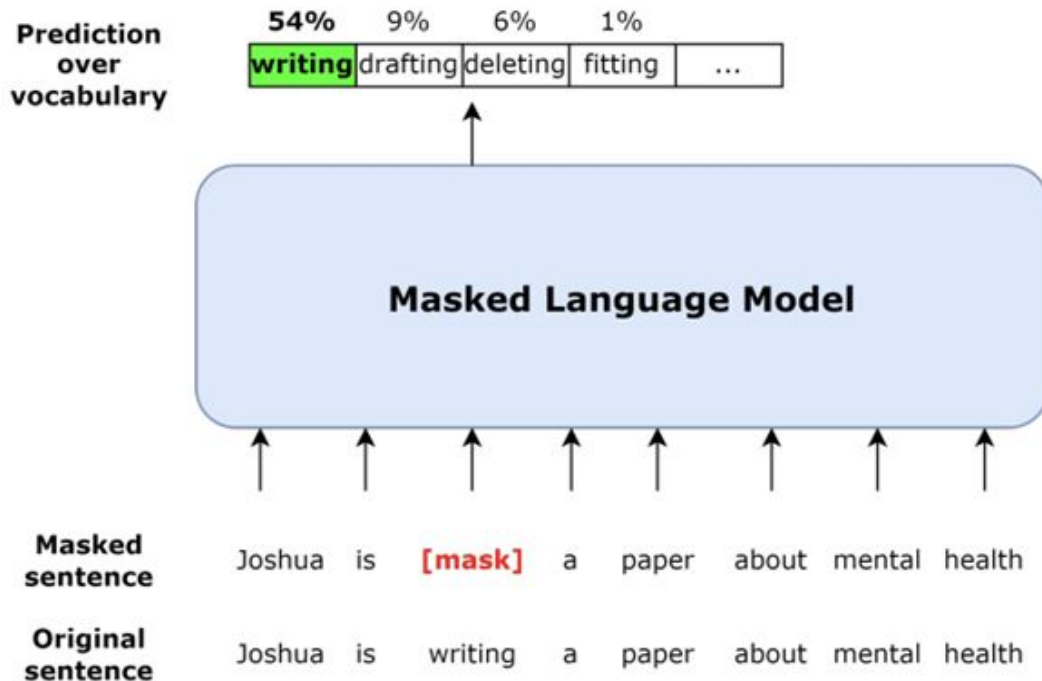 Prediction
over
vocabulary
54% 9% 6% 1%
writing drafting deleting fitting ...
Masked Language Model
Masked
sentence
Joshua is [mask] a paper about mental health
Original
sentence
Joshua is writing a paper about mental health